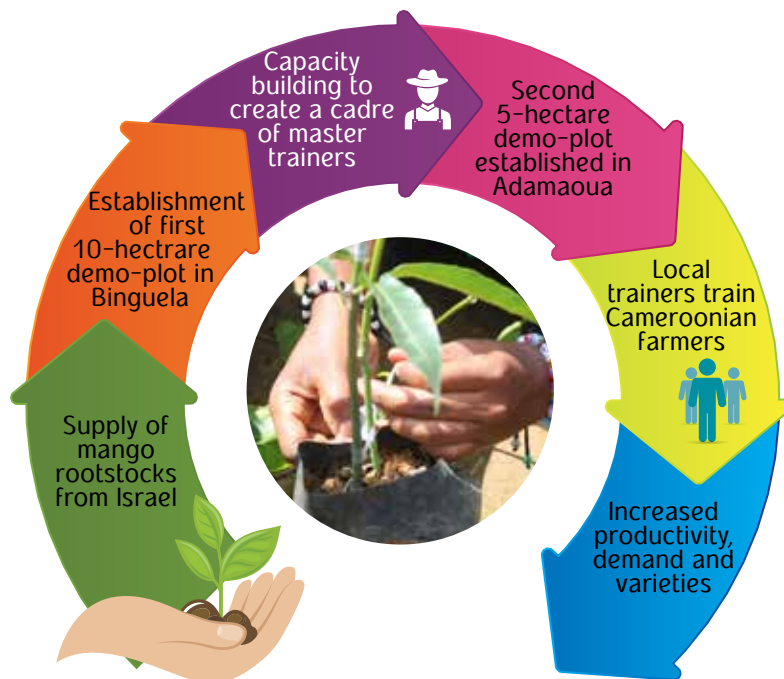 Supply of
mango
rootstocks
from Israel
Establishment
of first
10-hectrare
demo-plot in
Binguela
Capacity
building to
create a cadre
of master
trainers
Second
5-hectare
demo-plot
established in
Adamaoua
Local
trainers train
Cameroonian
farmers
Increased
productivity,
demand and
varieties